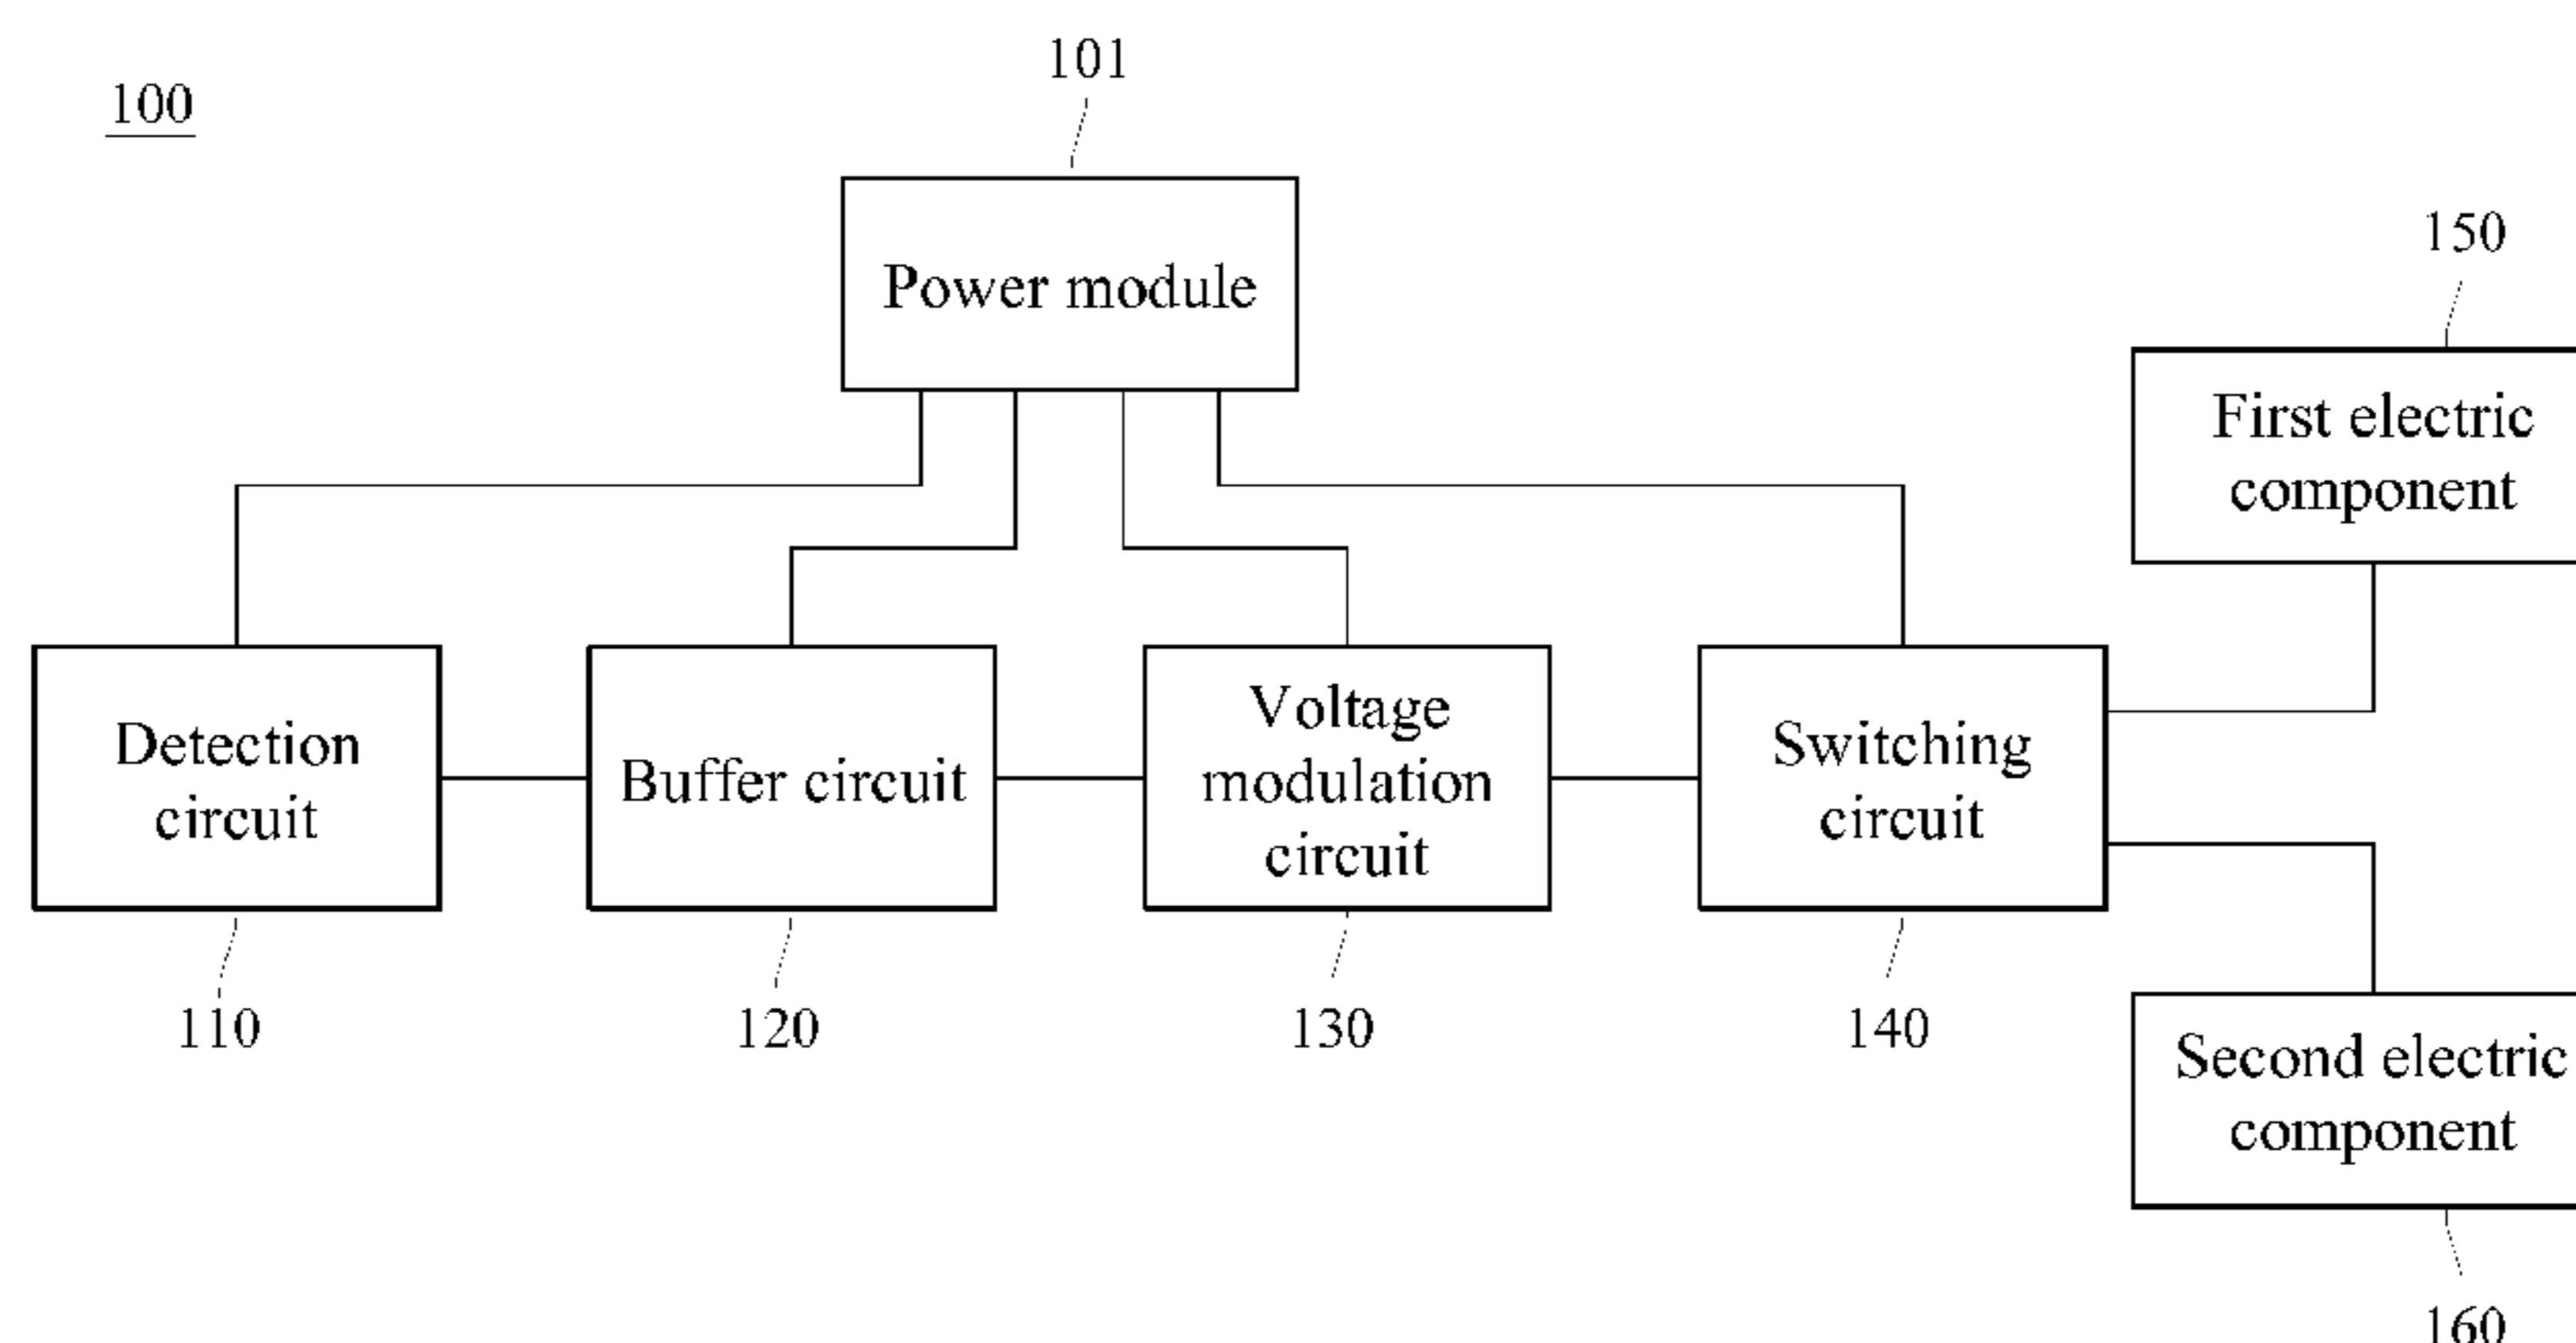 100
101
Power module
150
First electric
component
Detection
circuit
Buffer circuit
Voltage
modulation
circuit
Switching
circuit
110
120
130
140
Second electric
component
160